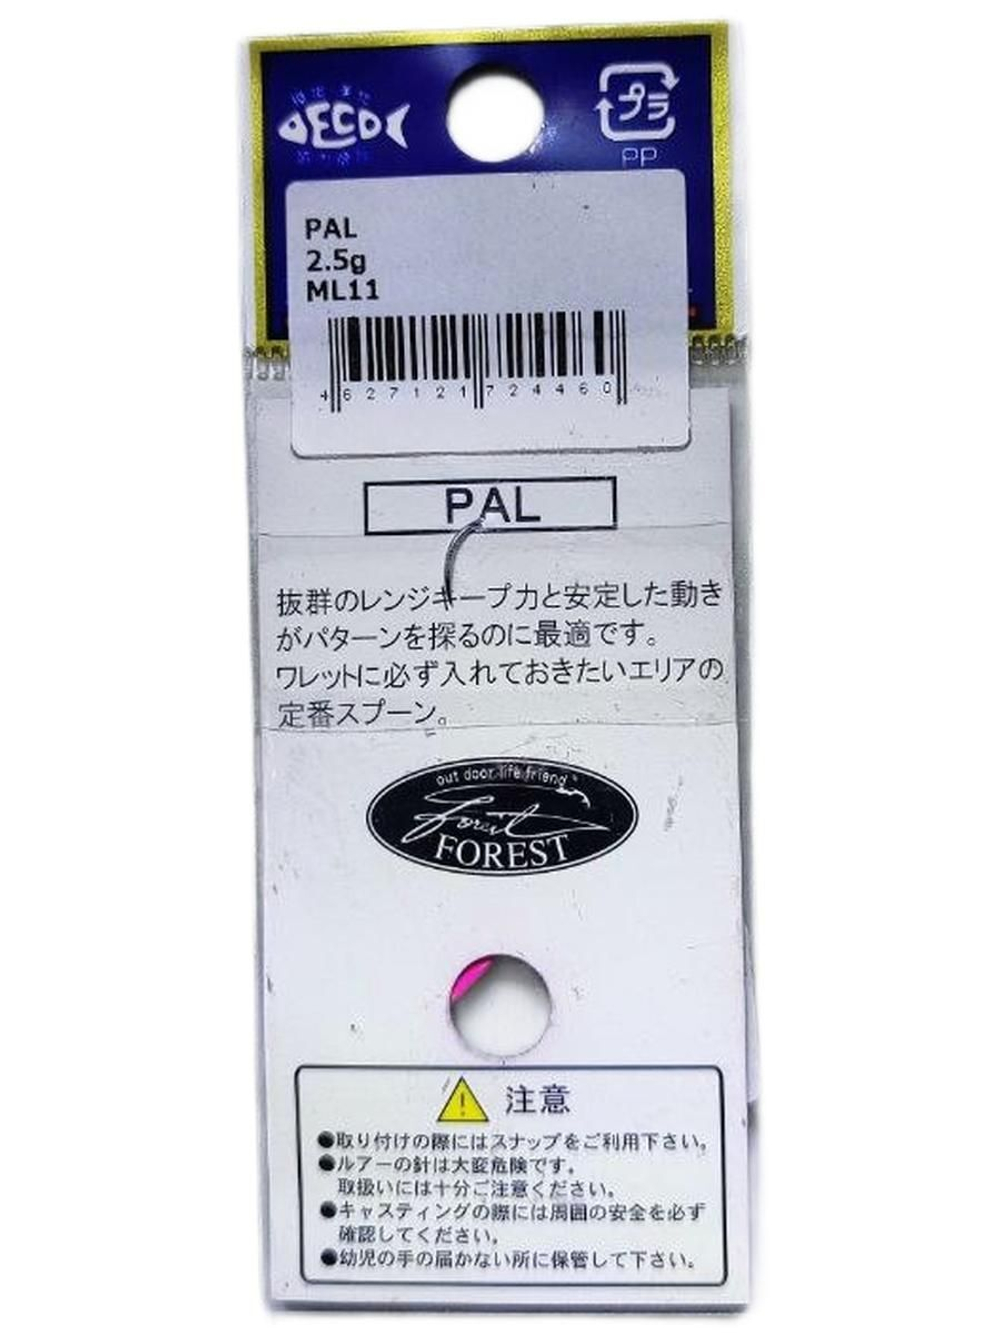 ECO
プラ
PP
PAL
2.5g
ML11
4 627121 724460
PAL
抜群のレンジキープ力と安定した動き
がパターンを探るのに最適です。
ワレットに必ず入れておきたいエリアの
定番スプーン。
out door life friend
Forest
FOREST
注意
●取り付けの際にはスナップをご利用下さい。
●ルアーの針は大変危険です。
取扱いには十分ご注意ください。
●キャスティングの際には周囲の安全を必ず
確認してください。
●幼児の手の届かない所に保管して下さい。